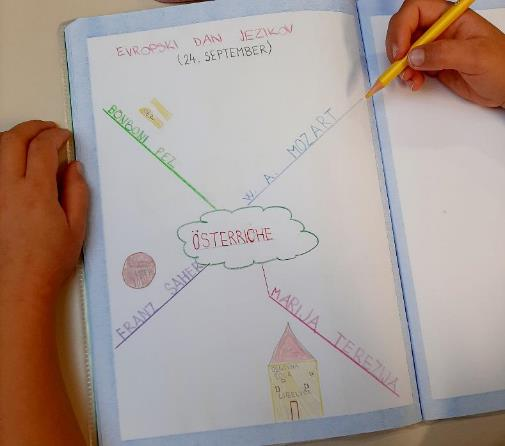 EVROPSKI DAN JEZIKOV
(24. SEPTEMBER)
BONBONI PEZ
W. A. MOZART
ÖSTERRICHE
FRANZ SAHER
MARIJA TEREZIJA